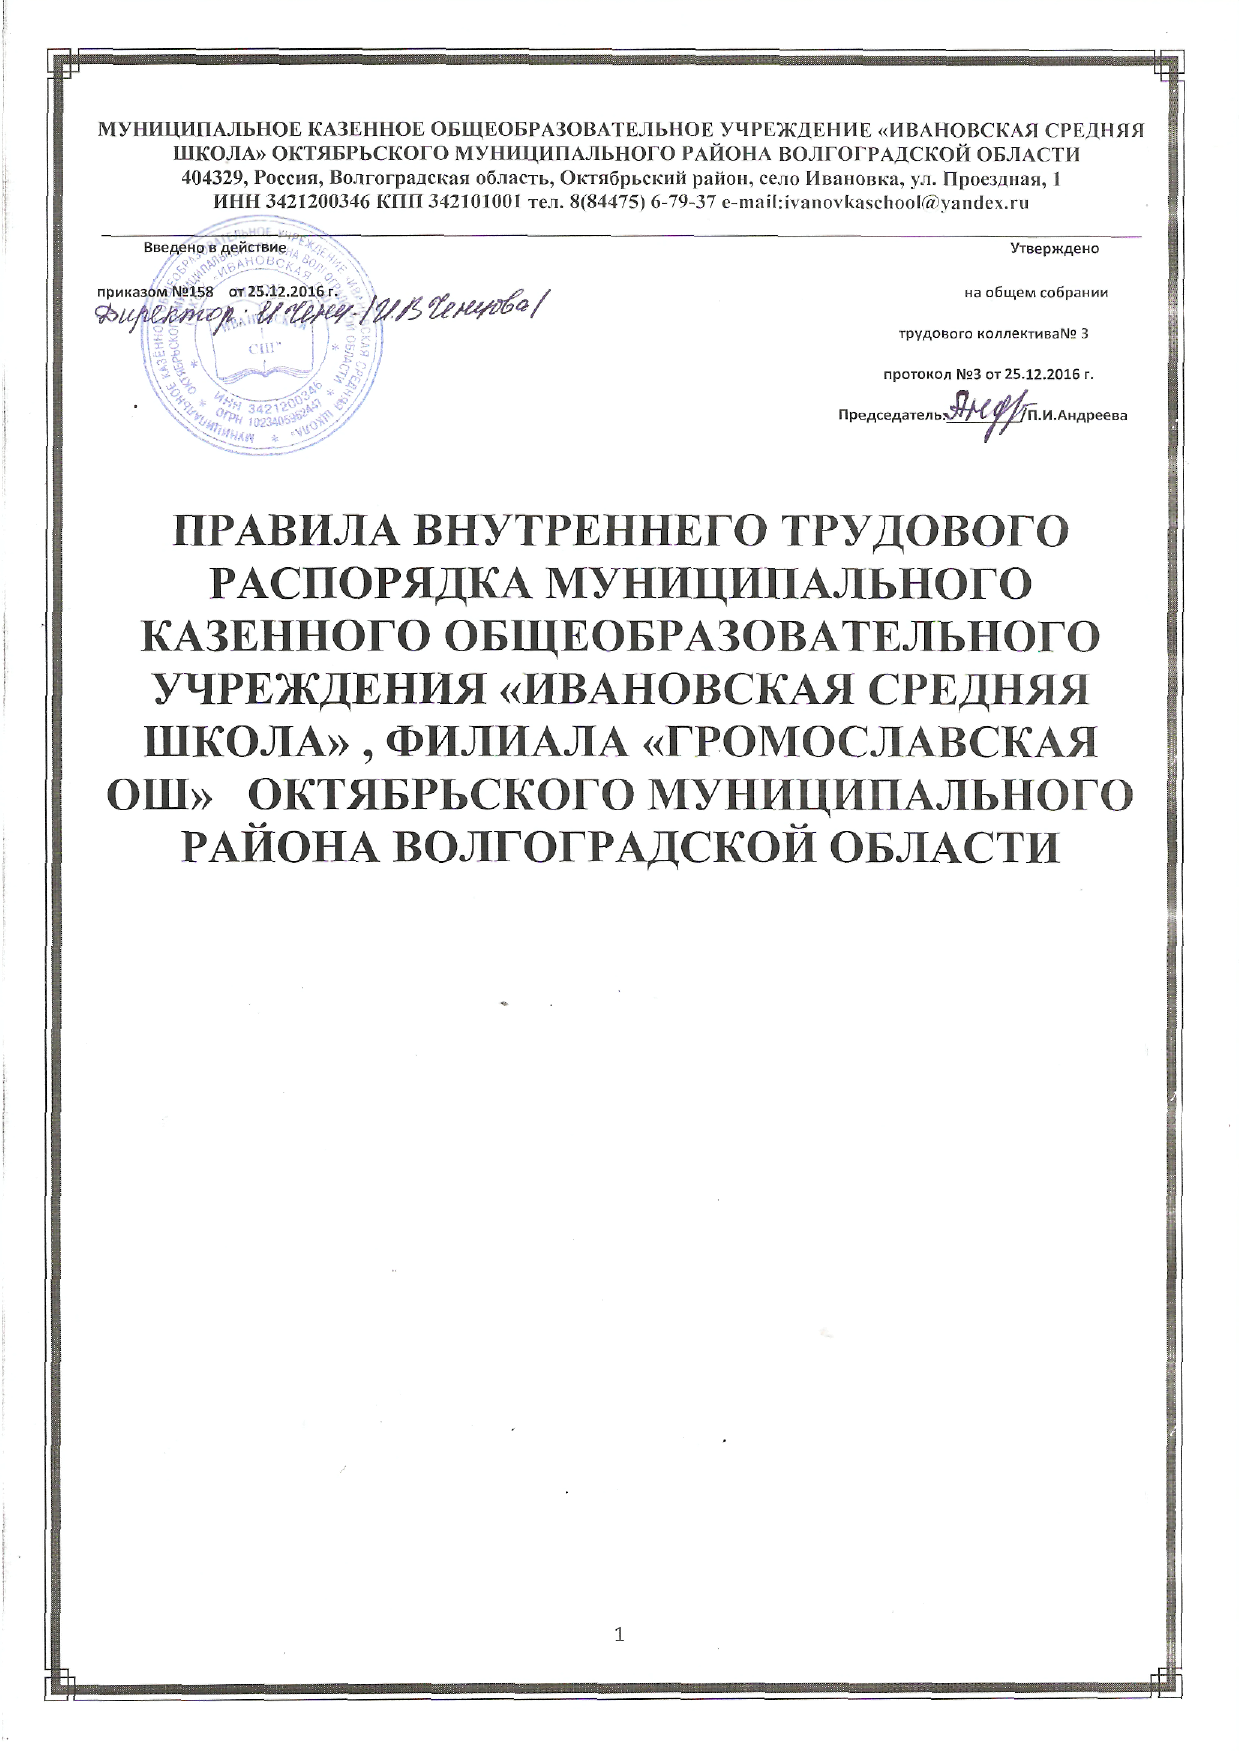 МУНИЦИПАЛЬНОЕ КАЗЕННОЕ ОБЩЕОБРАЗОВАТЕЛЬНОЕ УЧРЕЖДЕНИЕ «ИВАНОВСКАЯ СРЕДНЯЯ
ШКОЛА» ОКТЯБРЬСКОГО МУНИЦИПАЛЬНОГО РАЙОНА ВОЛГОГРАДСКОЙ ОБЛАСТИ
404329, Россия, Волгоградская область, Октябрьский район, село Ивановка, ул. Проездная, 1
ИНН 3421200346 КПП 342101001 тел. 8(84475) 6-79-37 e-mail:ivanovkaschool@yandex.ru
Введено в действие Утверждено
приказом №158 от 25.12.2016 г. на общем собрании
Директор:
трудового коллектива№ 3
протокол №3 от 25.12.2016 г.
Председатель: /П.И.Андреева
ИВАНОВСКАЯ
СШ
ИНН 3421200346
ПРАВИЛА ВНУТРЕННЕГО ТРУДОВОГО
РАСПОРЯДКА МУНИЦИПАЛЬНОГО
КАЗЕННОГО ОБЩЕОБРАЗОВАТЕЛЬНОГО
УЧРЕЖДЕНИЯ «ИВАНОВСКАЯ СРЕДНЯЯ
ШКОЛА» , ФИЛИАЛА «ГРОМОСЛАВСКАЯ
ОШ» ОКТЯБРЬСКОГО МУНИЦИПАЛЬНОГО
РАЙОНА ВОЛГОГРАДСКОЙ ОБЛАСТИ
1